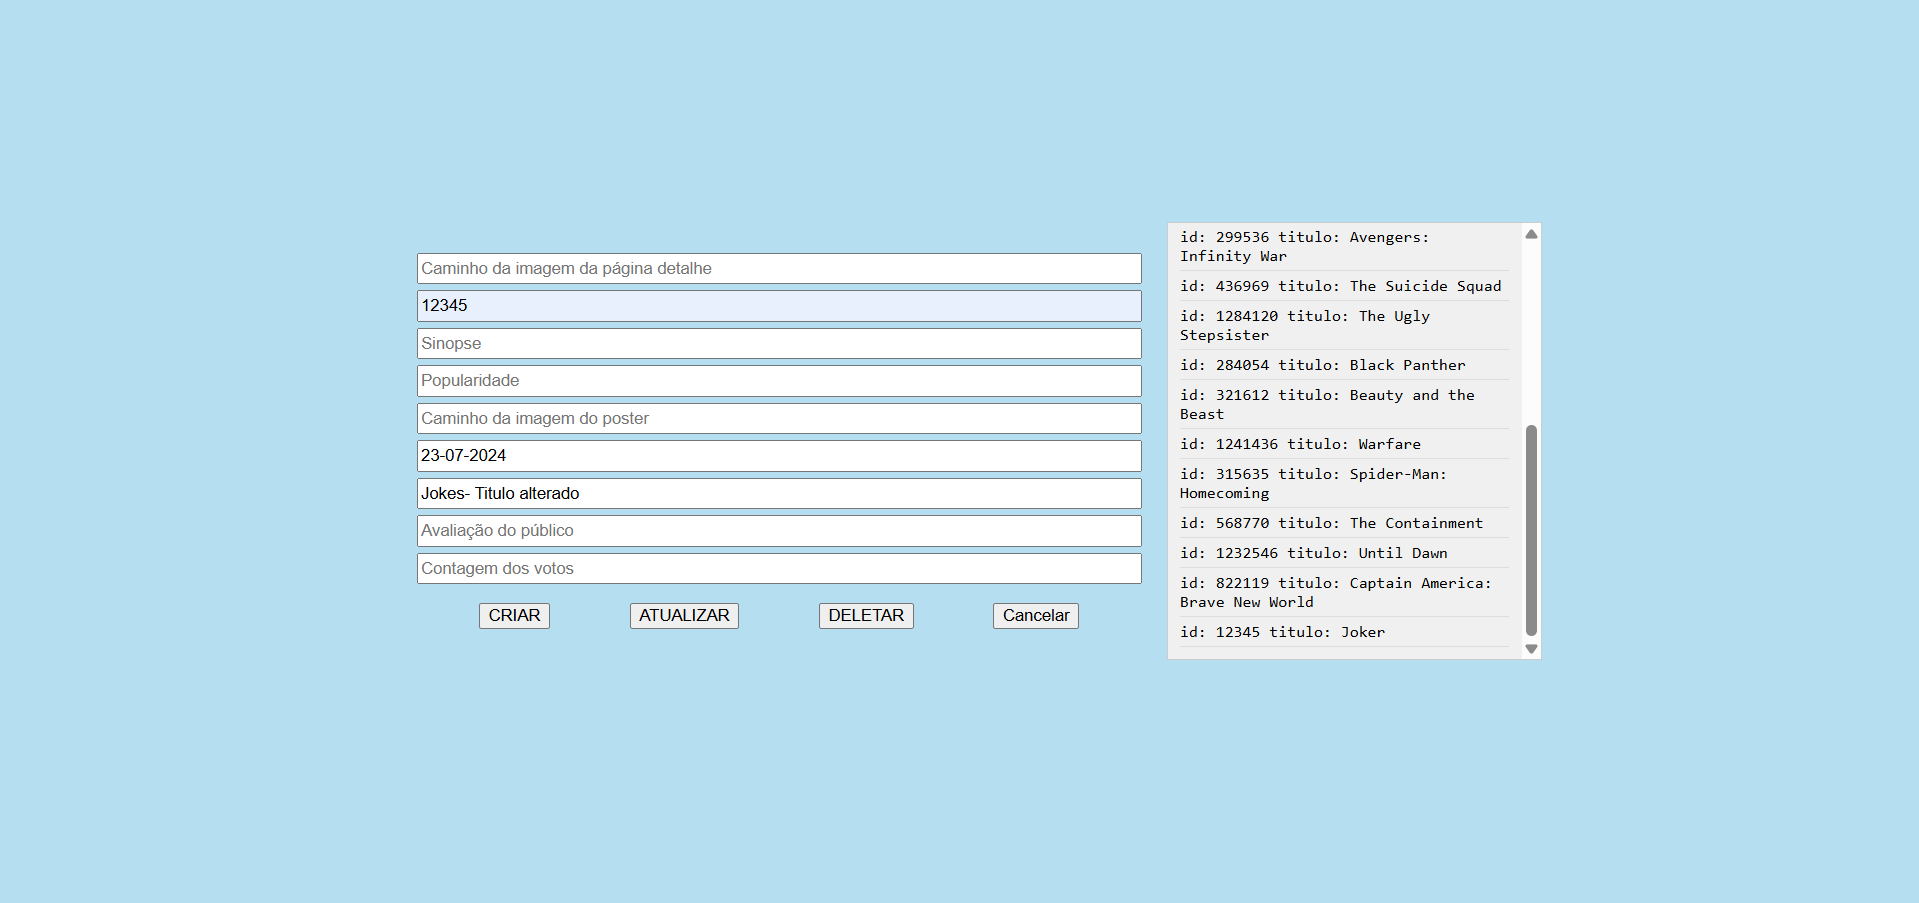 Caminho da imagem da página detalhe
12345
Sinopse
Popularidade
Caminho da imagem do poster
23-07-2024
Jokes- Titulo alterado
Avaliação do público
Contagem dos votos
CRIAR
ATUALIZAR
DELETAR
Cancelar
id: 299536 titulo: Avengers:
Infinity War
id: 436969 titulo: The Suicide Squad
id: 1284120 titulo: The Ugly
Stepsister
id: 284054 titulo: Black Panther
id: 321612 titulo: Beauty and the
Beast
id: 1241436 titulo: Warfare
id: 315635 titulo: Spider-Man:
Homecoming
id: 568770 titulo: The Containment
id: 1232546 titulo: Until Dawn
id: 822119 titulo: Captain America:
Brave New World
id: 12345 titulo: Joker